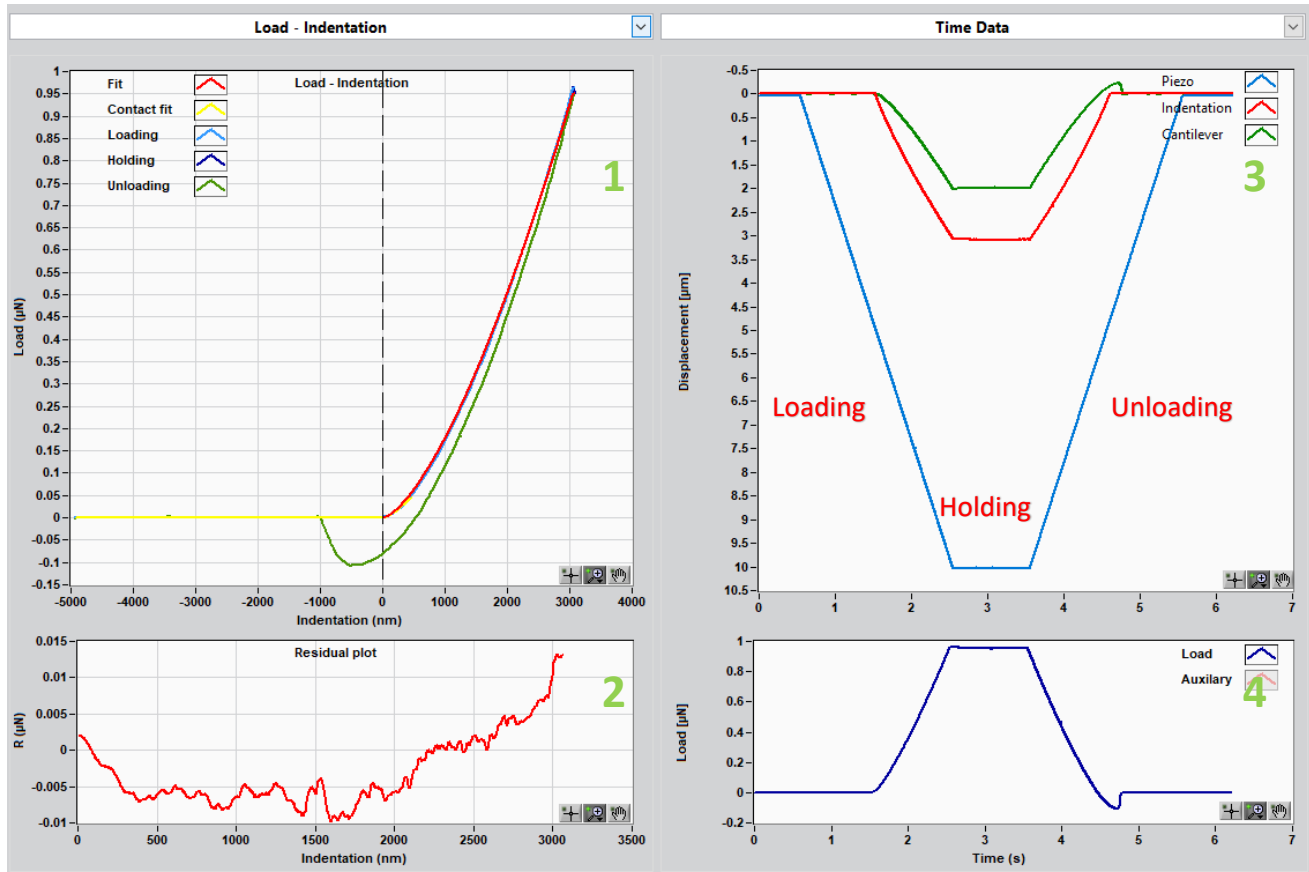 Load - Indentation
Time Data
Load - Indentation
Fit
Contact fit
Loading
Holding
Unloading
1
Load (µN)
1
0.95
0.9
0.85
0.8
0.75
0.7
0.65
0.6
0.55
0.5
0.45
0.4
0.35
0.3
0.25
0.2
0.15
0.1
0.05
0
-0.05
-0.1
-0.15
-5000 -4000 -3000 -2000 -1000 0 1000 2000 3000 4000
Indentation (nm)
Residual plot
2
R (µN)
0.015
0.01
0.005
0
-0.005
-0.01
0 500 1000 1500 2000 2500 3000 3500
Indentation (nm)
Piezo
Indentation
Cantilever
3
Displacement [µm]
-0.5
0
0.5
1
1.5
2
2.5
3
3.5
4
4.5
5
5.5
6
6.5
7
7.5
8
8.5
9
9.5
10
10.5
Loading
Unloading
Holding
0 1 2 3 4 5 6 7
Load
Auxilary
4
Load [µN]
1
0.8
0.6
0.4
0.2
0
-0.2
0 1 2 3 4 5 6 7
Time (s)